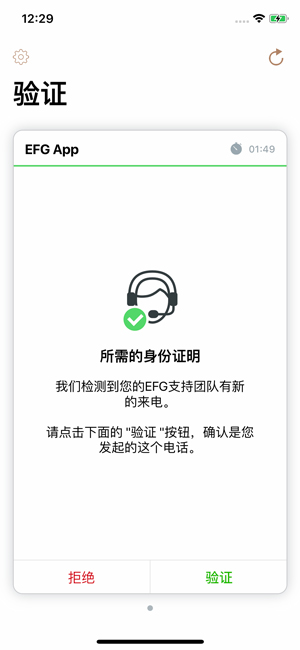 12:29
验证
EFG App
01:49
所需的身份证明
我们检测到您的EFG支持团队有新
的来电。
请点击下面的 "验证 "按钮，确认是您
发起的这个电话。
拒绝
验证